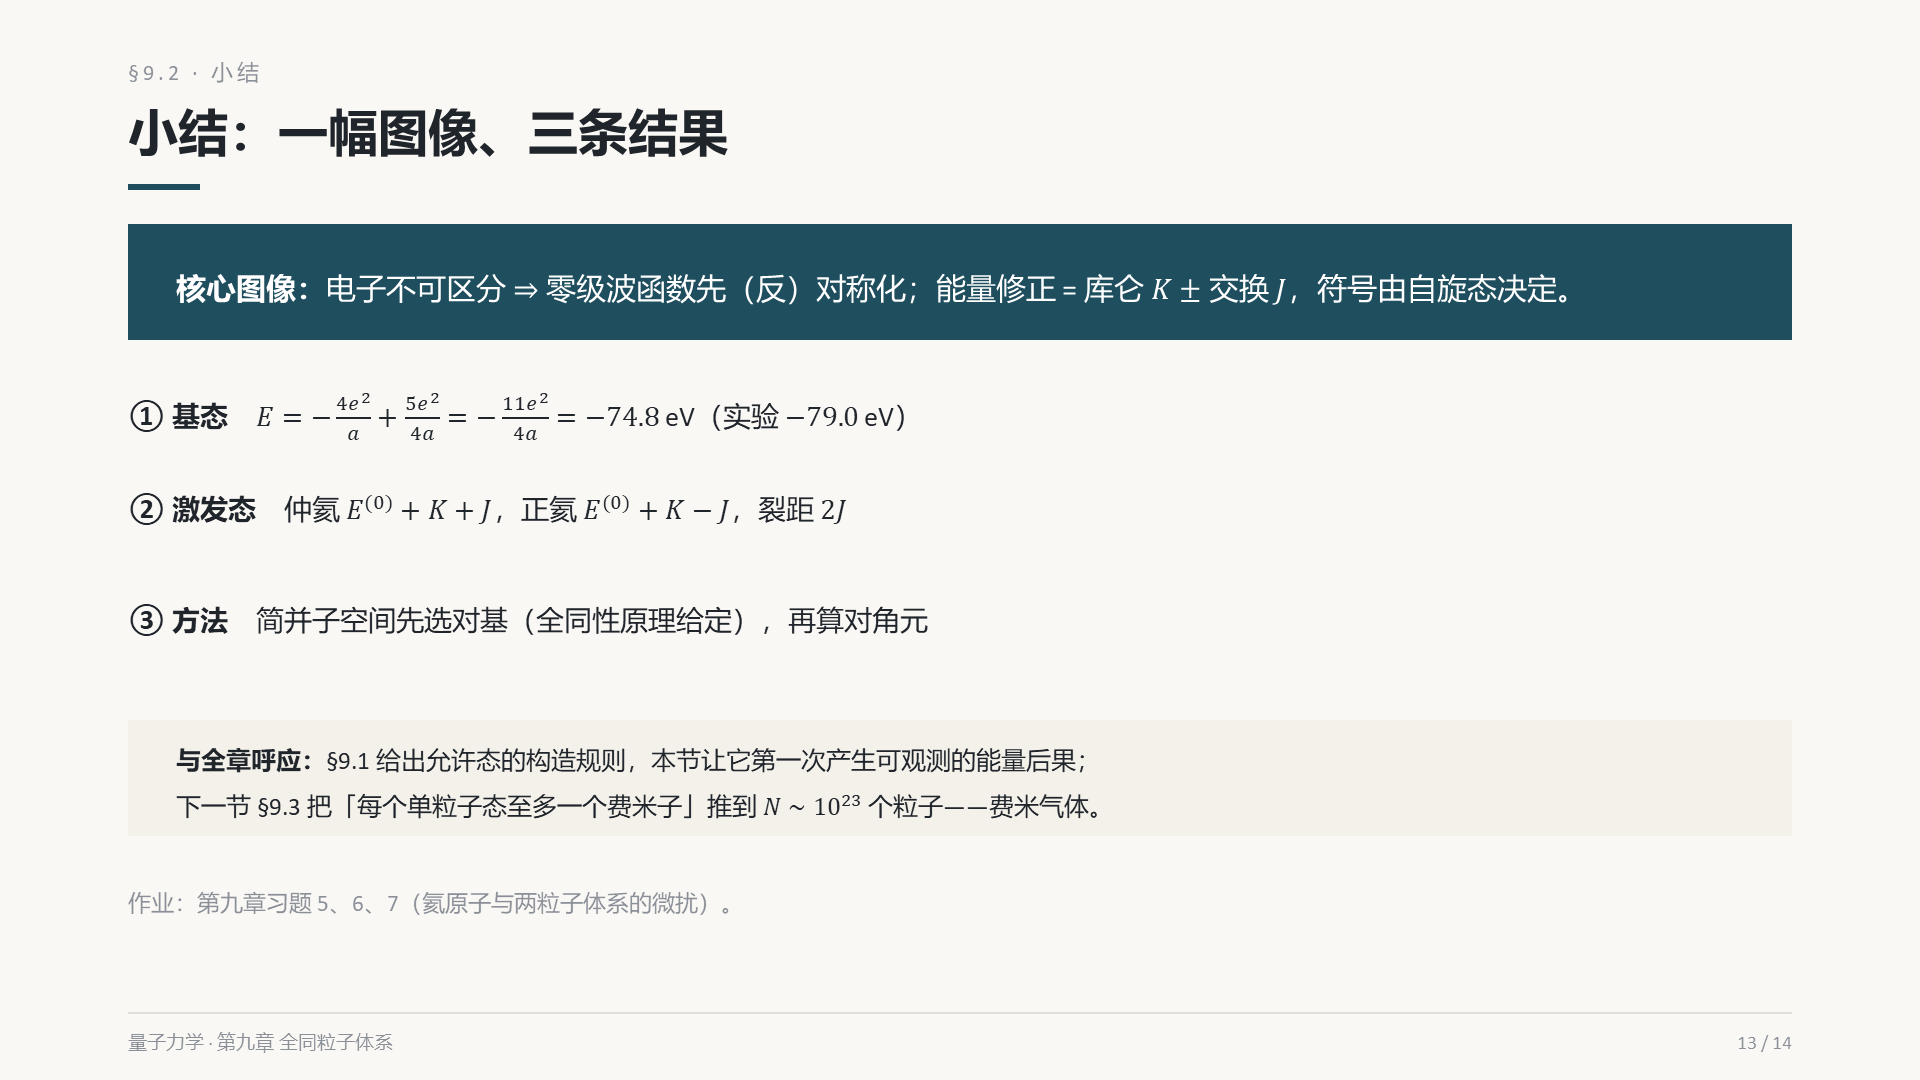 §9.2 · 小结
小结：一幅图像、三条结果
核心图像：电子不可区分 ⇒ 零级波函数先（反）对称化；能量修正 = 库仑 K ± 交换 J，符号由自旋态决定。
① 基态 E = −4e²/a + 5e²/4a = −11e²/4a = −74.8 eV（实验 −79.0 eV）
② 激发态 仲氦 E⁽⁰⁾ + K + J，正氦 E⁽⁰⁾ + K − J，裂距 2J
③ 方法 简并子空间先选对基（全同性原理给定），再算对角元
与全章呼应：§9.1 给出允许态的构造规则，本节让它第一次产生可观测的能量后果；
下一节 §9.3 把「每个单粒子态至多一个费米子」推到 N ~ 10²³ 个粒子——费米气体。
作业：第九章习题 5、6、7（氦原子与两粒子体系的微扰）。
量子力学 · 第九章 全同粒子体系
13 / 14